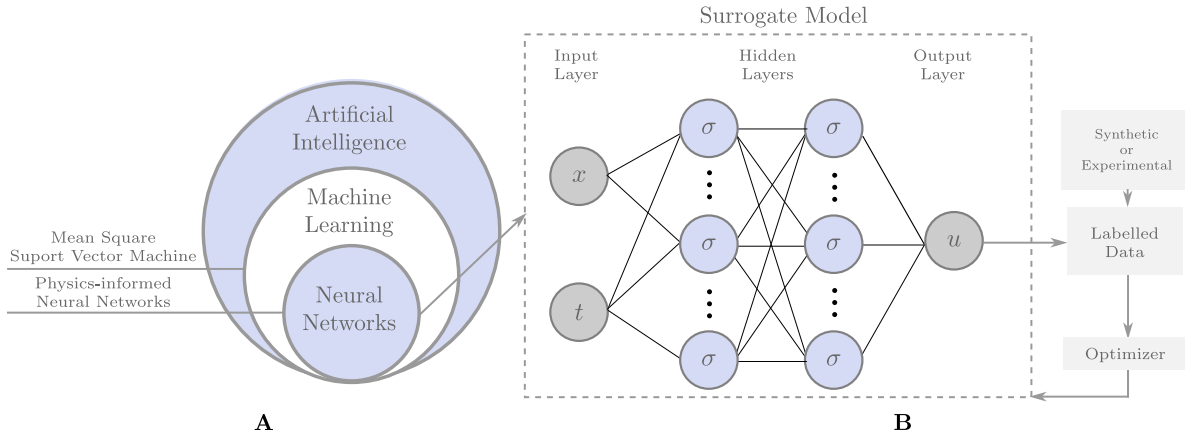 Surrogate Model
Artificial
Intelligence
Machine
Learning
Neural
Networks
Mean Square
Suport Vector Machine
Physics-informed
Neural Networks
A
Input
Layer
Hidden
Layers
Output
Layer
x
t
σ
σ
σ
σ
σ
σ
u
Synthetic
or
Experimental
Labelled
Data
Optimizer
B